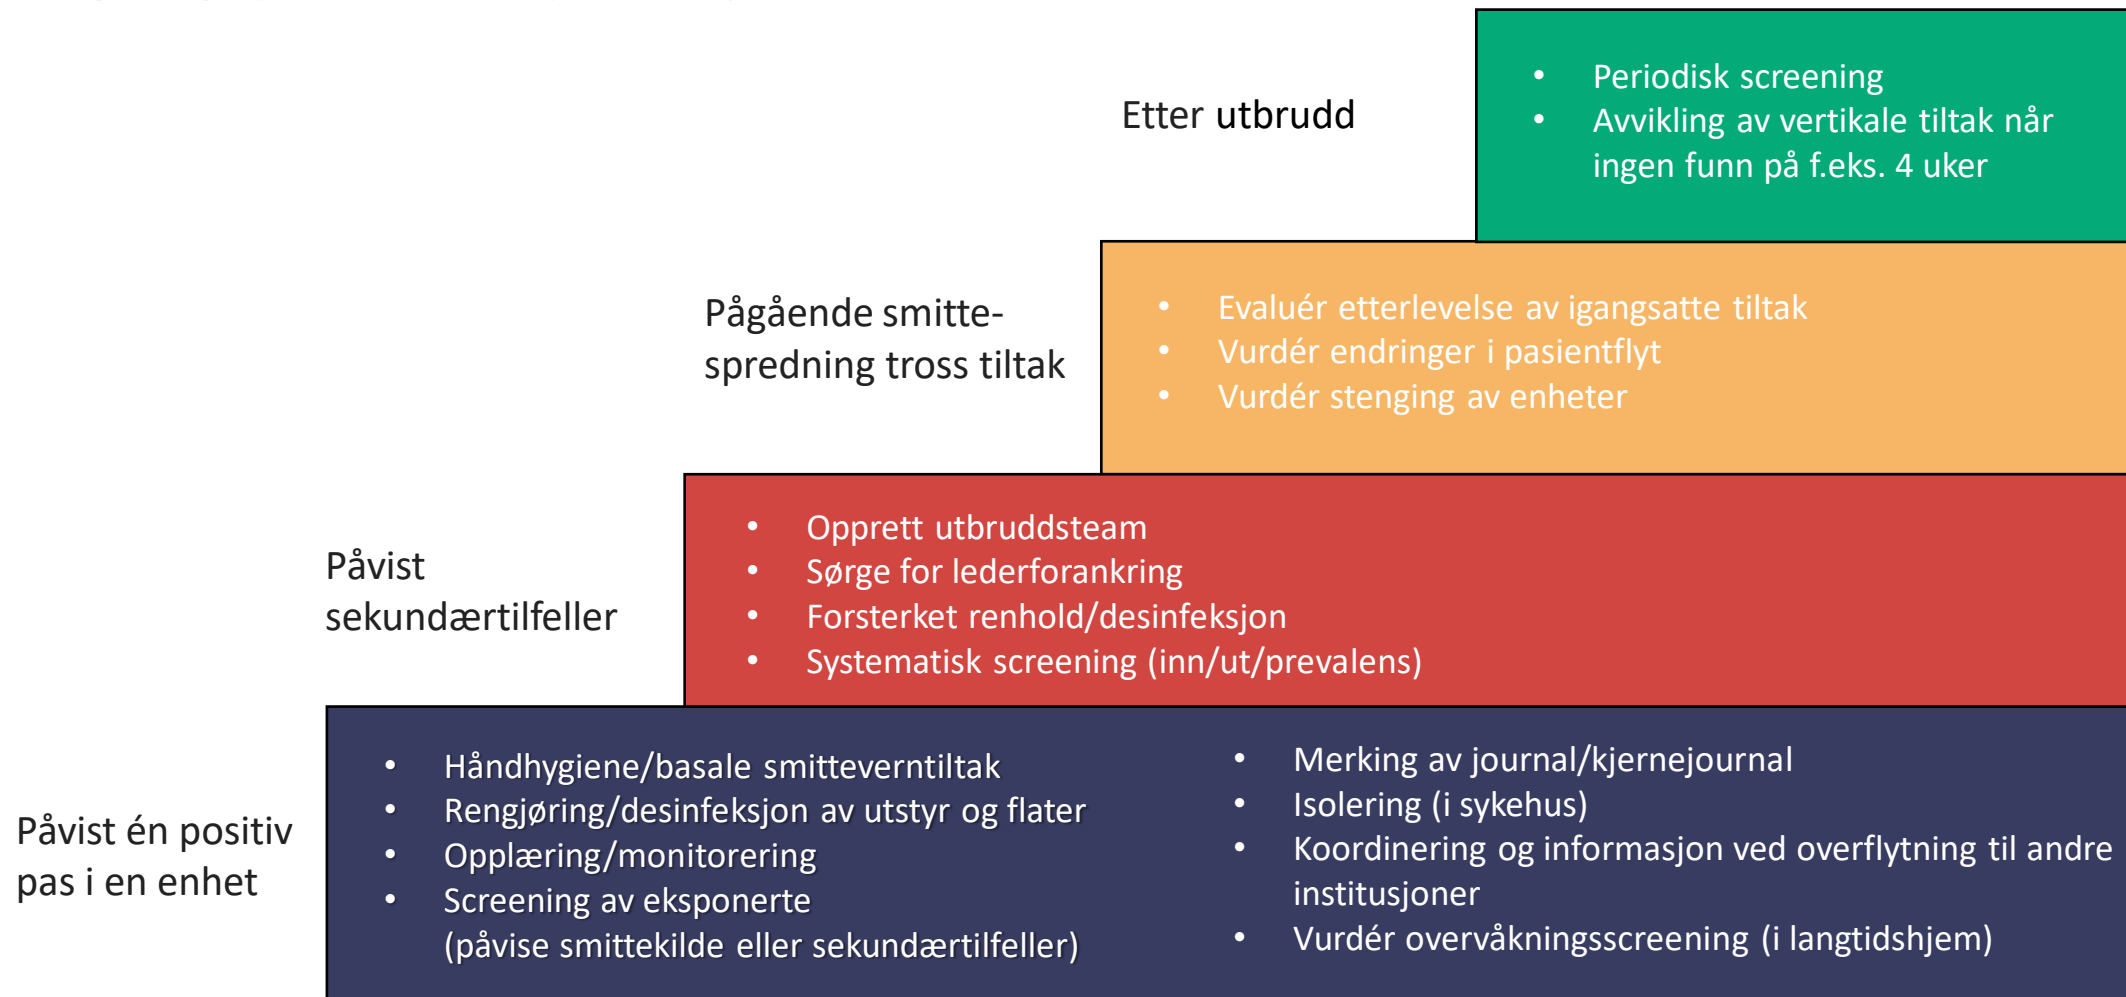 Etter utbrudd
• Periodisk screening
• Avvikling av vertikale tiltak når
ingen funn på f.eks. 4 uker
Pågående smitte-
spredning tross tiltak
• Evaluér etterlevelse av igangsatte tiltak
• Vurdér endringer i pasientflyt
• Vurdér stenging av enheter
Påvist
sekundærtilfeller
• Opprett utbruddsteam
• Sørge for lederforankring
• Forsterket renhold/desinfeksjon
• Systematisk screening (inn/ut/prevalens)
Påvist én positiv
pas i en enhet
• Håndhygiene/basale smitteverntiltak
• Rengjøring/desinfeksjon av utstyr og flater
• Opplæring/monitorering
• Screening av eksponerte
(påvise smittekilde eller sekundærtilfeller)
• Merking av journal/kjernejournal
• Isolering (i sykehus)
• Koordinering og informasjon ved overflytning til andre
institusjoner
• Vurdér overvåkningsscreening (i langtidshjem)